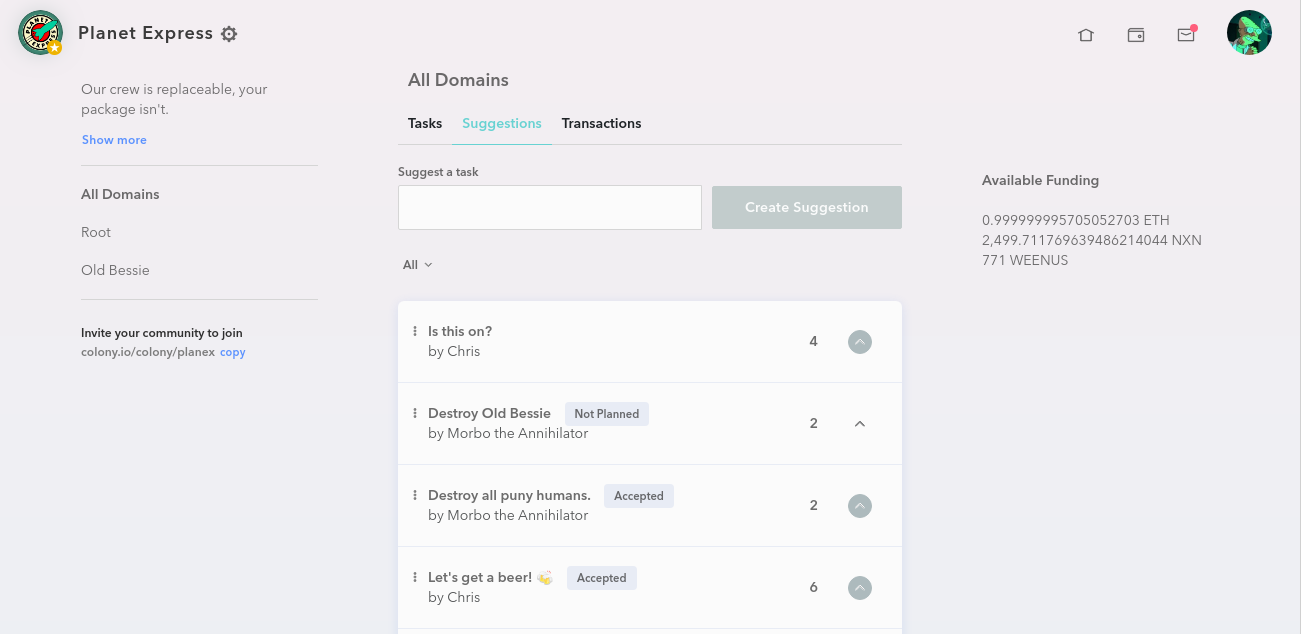 PLANET EXPRESS
Planet Express
Our crew is replaceable, your
package isn't.
Show more
All Domains
Root
Old Bessie
Invite your community to join
colony.io/colony/planex copy
All Domains
Tasks Suggestions Transactions
Suggest a task
Create Suggestion
All
Is this on?
by Chris
4
Destroy Old Bessie Not Planned
by Morbo the Annihilator
2
Destroy all puny humans. Accepted
by Morbo the Annihilator
2
Let's get a beer! 🍻 Accepted
by Chris
6
Available Funding
0.999999995705052703 ETH
2,499.711769639486214044 NXN
771 WEENUS